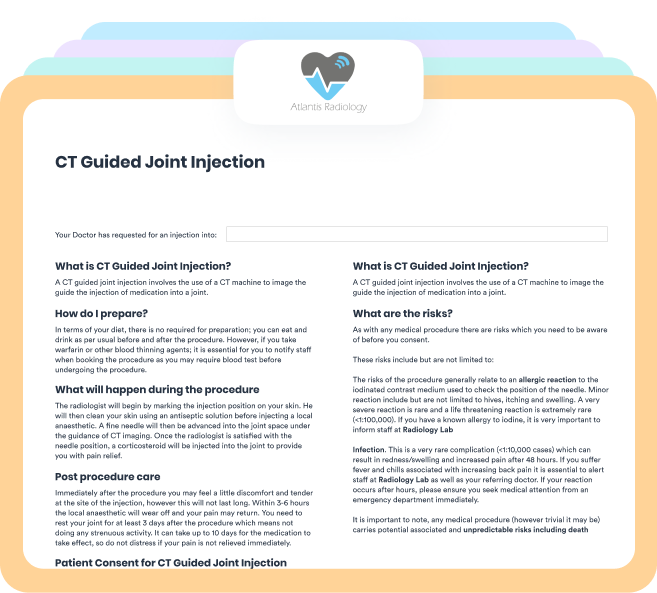 Atlantis Radiology
CT Guided Joint Injection
Your Doctor has requested for an injection into:
What is CT Guided Joint Injection?
A CT guided joint injection involves the use of a CT machine to image the
guide the injection of medication into a joint.
How do I prepare?
In terms of your diet, there is no required for preparation; you can eat and
drink as per usual before and after the procedure. However, if you take
warfarin or other blood thinning agents; it is essential for you to notify staff
when booking the procedure as you may require blood test before
undergoing the procedure.
What will happen during the procedure
The radiologist will begin by marking the injection position on your skin. He
will then clean your skin using an antiseptic solution before injecting a local
anaesthetic. A fine needle will then be advanced into the joint space under
the guidance of CT imaging. Once the radiologist is satisfied with the
needle position, a corticosteroid will be injected into the joint to provide
you with pain relief.
Post procedure care
Immediately after the procedure you may feel a little discomfort and tender
at the site of the injection, however this will not last long. Within 3-6 hours
the local anaesthetic will wear off and your pain may return. You need to
rest your joint for at least 3 days after the procedure which means not
doing any strenuous activity. It can take up to 10 days for the medication to
take effect, so do not distress if your pain is not relieved immediately.
Patient Consent for CT Guided Joint Injection
What is CT Guided Joint Injection?
A CT guided joint injection involves the use of a CT machine to image the
guide the injection of medication into a joint.
What are the risks?
As with any medical procedure there are risks which you need to be aware
of before you consent.
These risks include but are not limited to:
The risks of the procedure generally relate to an allergic reaction to the
iodinated contrast medium used to check the position of the needle. Minor
reaction include but are not limited to hives, itching and swelling. A very
severe reaction is rare and a life threatening reaction is extremely rare
(<1:100,000). If you have a known allergy to iodine, it is very important to
inform staff at Radiology Lab
Infection. This is a very rare complication (<1:10,000 cases) which can
result in redness/swelling and increased pain after 48 hours. If you suffer
fever and chills associated with increasing back pain it is essential to alert
staff at Radiology Lab as well as your referring doctor. If your reaction
occurs after hours, please ensure you seek medical attention from an
emergency department immediately.
It is important to note, any medical procedure (however trivial it may be)
carries potential associated and unpredictable risks including death